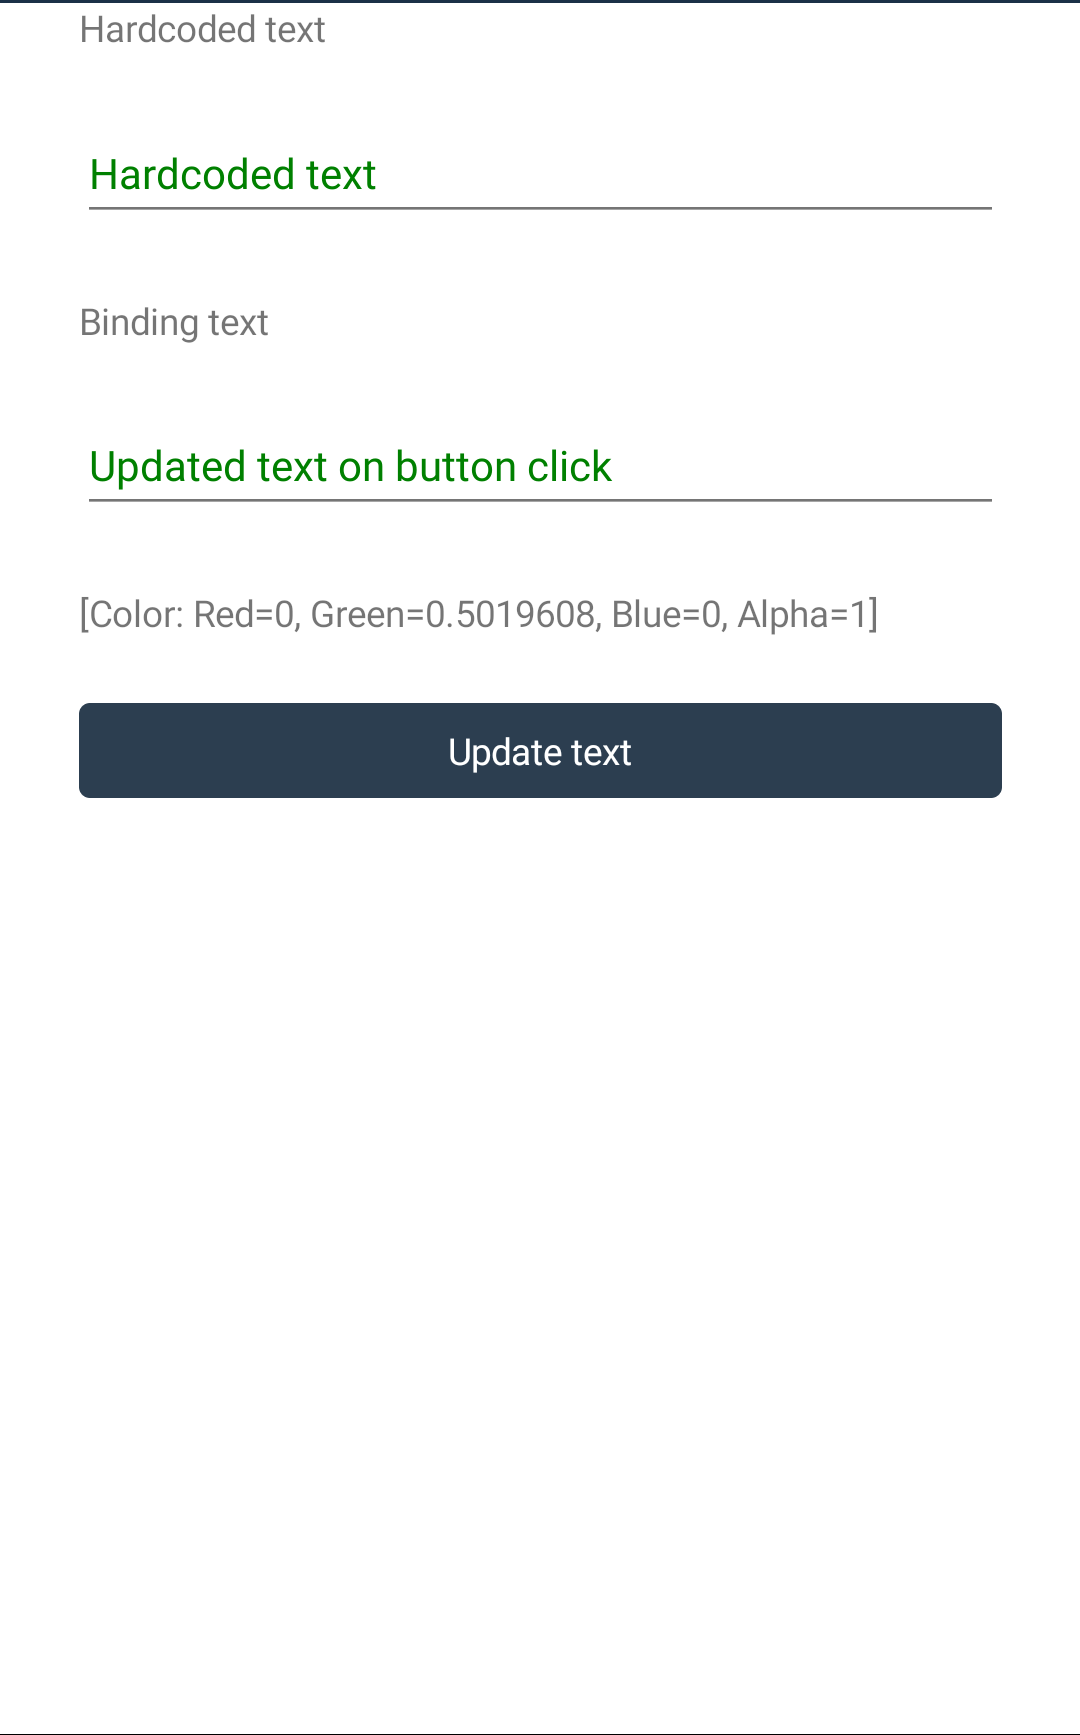 Hardcoded text
Hardcoded text
Binding text
Updated text on button click
[Color: Red=0, Green=0.5019608, Blue=0, Alpha=1]
Update text